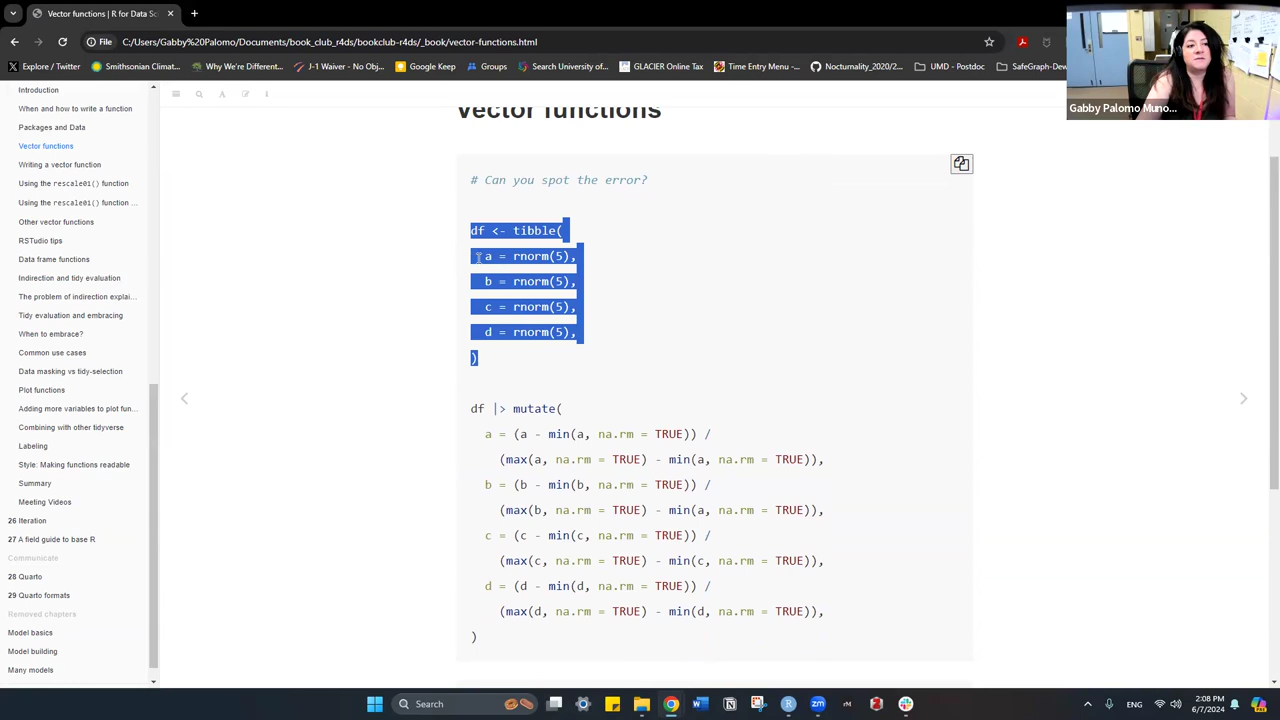 Vector functions | R for Data Sc
File
C:/Users/Gabby%20Palomo/Documents/book_club_r4ds/bookclub-r4ds/_book/vector-functions.html
Explore / Twitter
Smithsonian Climat...
Why We're Different...
J-1 Waiver - No Obj...
Google Keep
Search | University of...
GLACIER Online Tax
Time Entry - Menu -...
Nocturnality_2020/2...
UMD - Postdoc
SafeGraph-Dewey
Gabby Palomo Muno...
Introduction
When and how to write a function
Packages and Data
Vector functions
Writing a vector function
Using the rescale01() function
Using the rescale01() function ...
Other vector functions
RSTudio tips
Data frame functions
Indirection and tidy evaluation
The problem of indirection explai...
Tidy evaluation and embracing
When to embrace?
Common use cases
Data masking vs tidy-selection
Plot functions
Adding more variables to plot fun...
Combining with other tidyverse
Labeling
Style: Making functions readable
Summary
Meeting Videos
26 Iteration
27 A field guide to base R
Communicate
28 Quarto
29 Quarto formats
Removed chapters
Model basics
Model building
Many models
Vector functions
# Can you spot the error?
df <- tibble(
a = rnorm(5),
b = rnorm(5),
c = rnorm(5),
d = rnorm(5),
)
df |> mutate(
a = (a - min(a, na.rm = TRUE)) /
(max(a, na.rm = TRUE) - min(a, na.rm = TRUE)),
b = (b - min(b, na.rm = TRUE)) /
(max(b, na.rm = TRUE) - min(a, na.rm = TRUE)),
c = (c - min(c, na.rm = TRUE)) /
(max(c, na.rm = TRUE) - min(c, na.rm = TRUE)),
d = (d - min(d, na.rm = TRUE)) /
(max(d, na.rm = TRUE) - min(d, na.rm = TRUE)),
)
Search
ENG
2:08 PM
6/7/2024